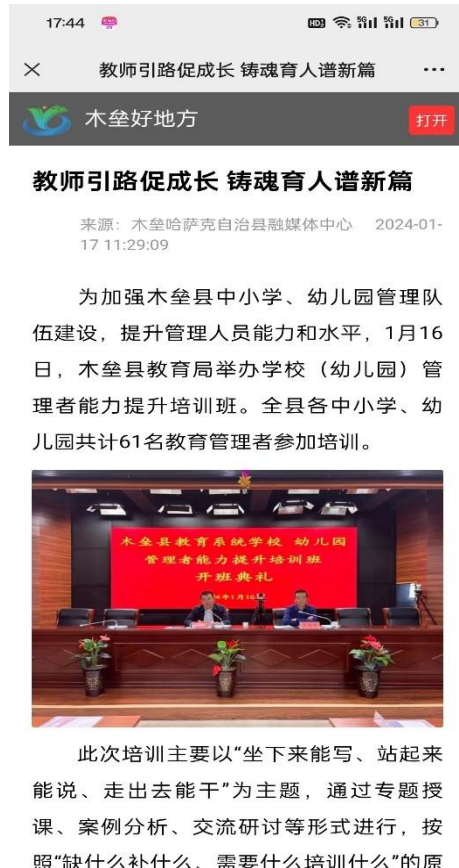 17:44
HD 5G 5G 31
教师引路促成长 铸魂育人谱新篇
木垒好地方
打开
教师引路促成长 铸魂育人谱新篇
来源：木垒哈萨克自治县融媒体中心 2024-01-
17 11:29:09
为加强木垒县中小学、幼儿园管理队
伍建设，提升管理人员能力和水平，1月16
日，木垒县教育局举办学校（幼儿园）管
理者能力提升培训班。全县各中小学、幼
儿园共计61名教育管理者参加培训。
木垒县教育系统学校 幼儿园
管理者能力提升培训班
开班典礼
此次培训主要以“坐下来能写、站起来
能说、走出去能干”为主题，通过专题授
课、案例分析、交流研讨等形式进行，按
照“缺什么补什么、需要什么培训什么”的原